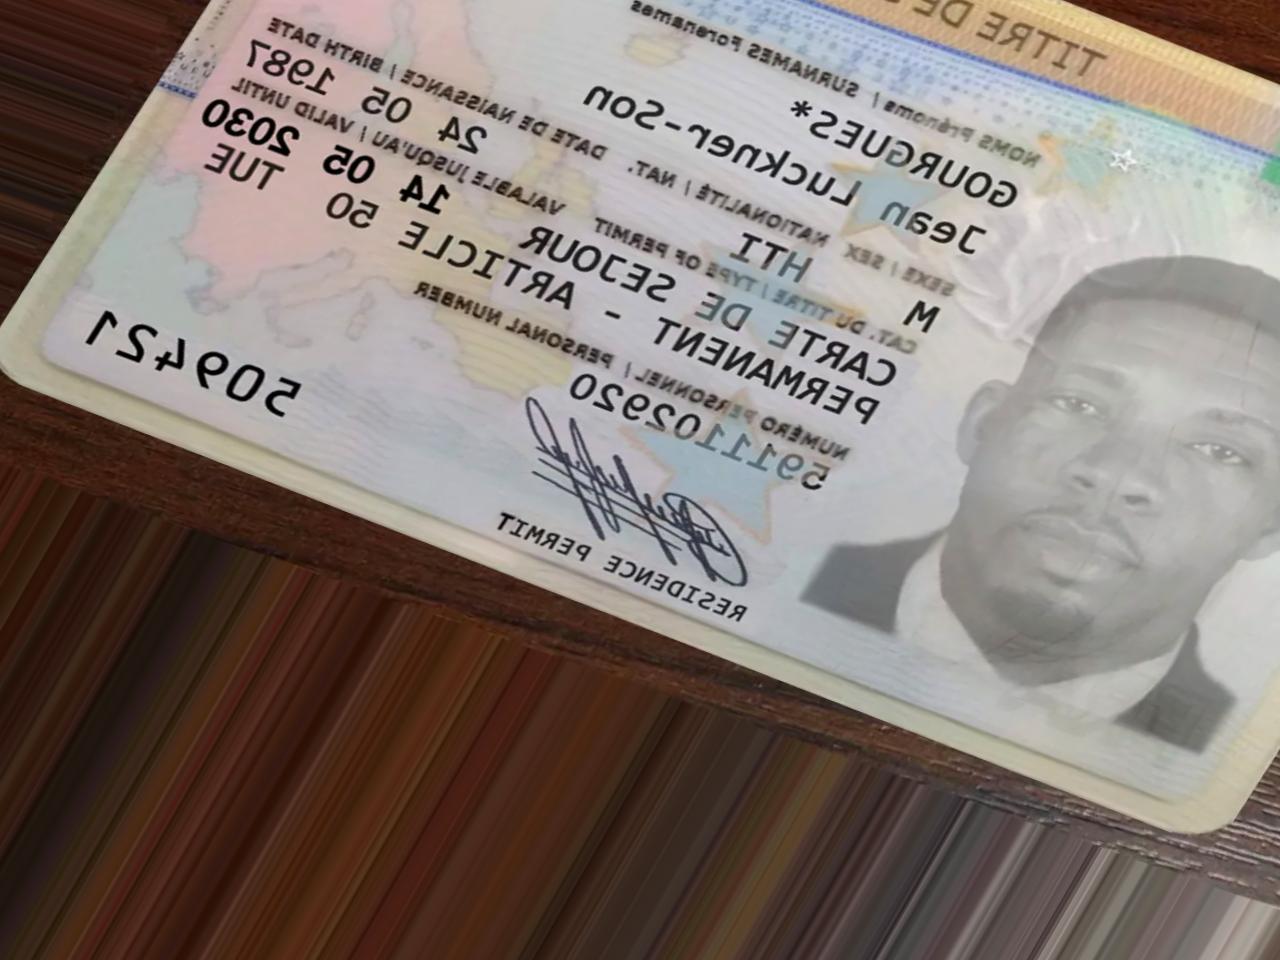 TITRE DE
NOMS Prénoms / SURNAMES Forenames
GOURGUES*
Jean Luckner-Son
SEXE / SEX NATIONALITÉ / NAT. DATE DE NAISSANCE / BIRTH DATE
M HTI 24 05 1987
CAT. DU TITRE / TYPE OF PERMIT VALABLE JUSQU'AU / VALID UNTIL
CARTE DE SEJOUR 14 05 2030
PERMANENT - ARTICLE 50 TUE
NUMÉRO PERSONNEL / PERSONAL NUMBER
5911102920
509421
RESIDENCE PERMIT